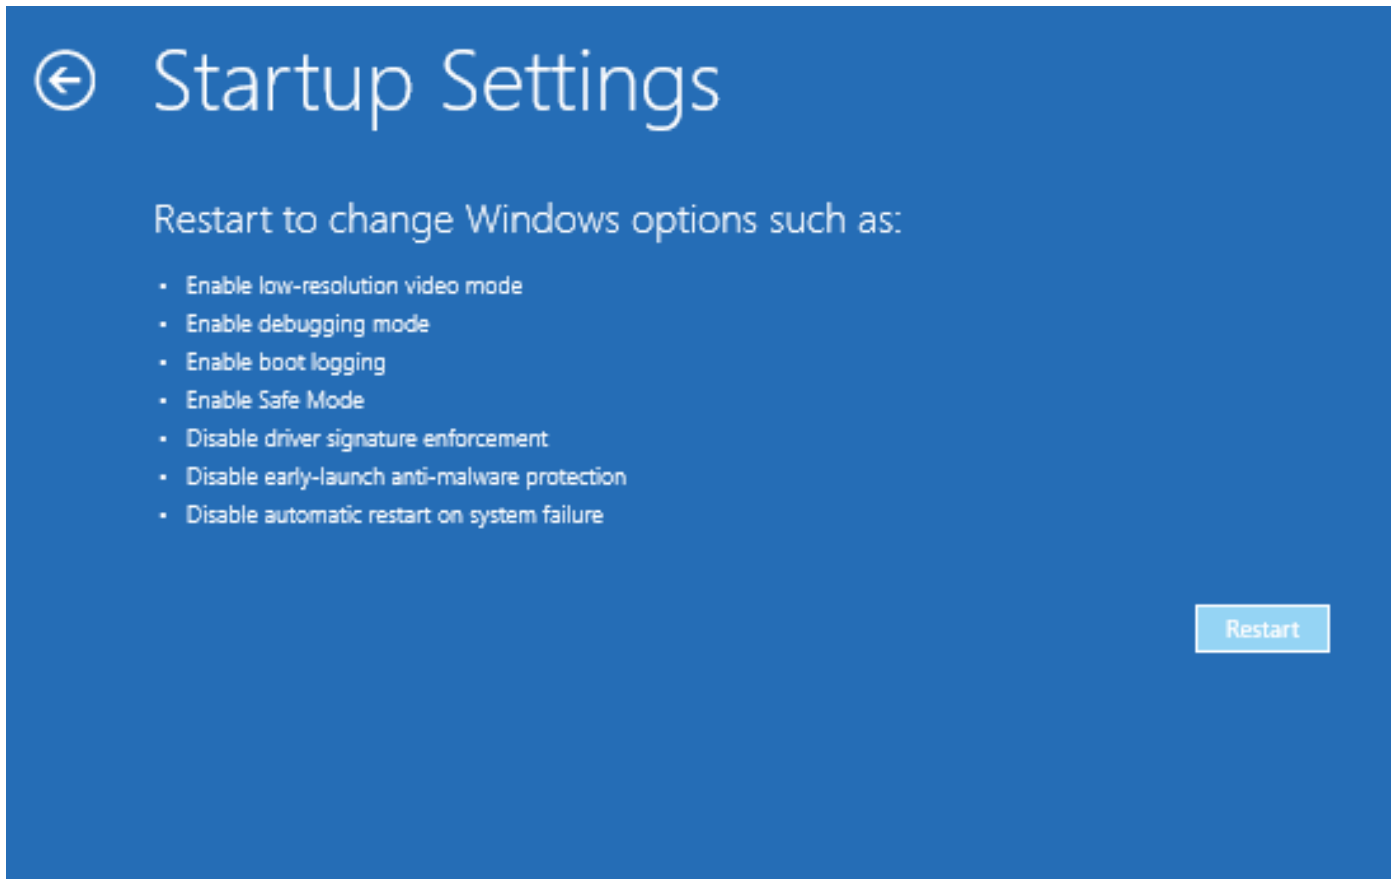 Startup Settings
Restart to change Windows options such as:
• Enable low-resolution video mode
• Enable debugging mode
• Enable boot logging
• Enable Safe Mode
• Disable driver signature enforcement
• Disable early-launch anti-malware protection
• Disable automatic restart on system failure
Restart